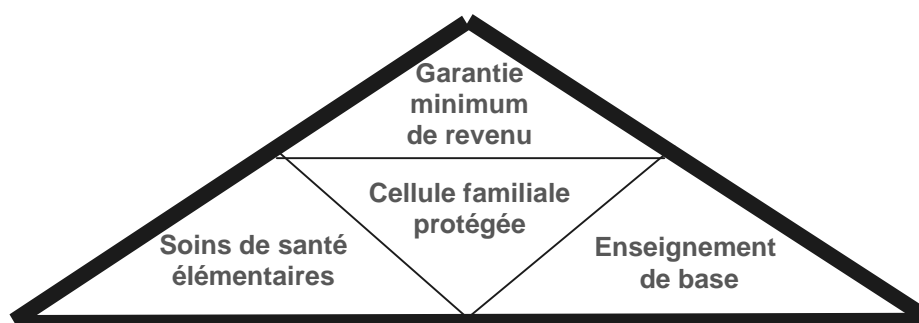 Garantie
minimum
de revenu
Cellule familiale
protégée
Soins de santé
élémentaires
Enseignement
de base